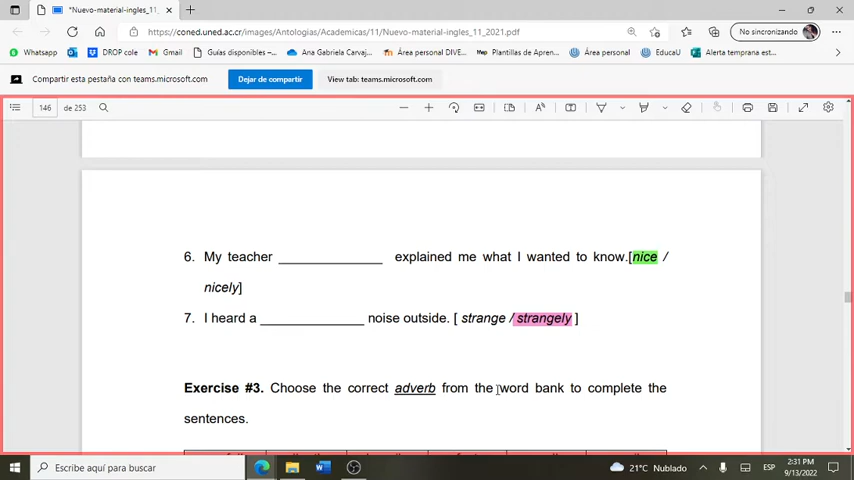 *Nuevo-material-ingles_11_
https://coned.uned.ac.cr/images/Antologias/Academicas/11/Nuevo-material-ingles_11_2021.pdf
No sincronizando
Whatsapp
DROP cole
Gmail
Guías disponibles –...
Ana Gabriela Carvaj...
Área personal DIVE...
Plantillas de Apren...
Área personal
EducaU
Alerta temprana est...
Compartir esta pestaña con teams.microsoft.com
Dejar de compartir
View tab: teams.microsoft.com
146
de 253
6. My teacher ______________ explained me what I wanted to know.[nice /
nicely]
7. I heard a ______________ noise outside. [ strange / strangely ]
Exercise #3. Choose the correct adverb from the word bank to complete the
sentences.
Escribe aquí para buscar
21°C Nublado
ESP
2:31 PM
9/13/2022